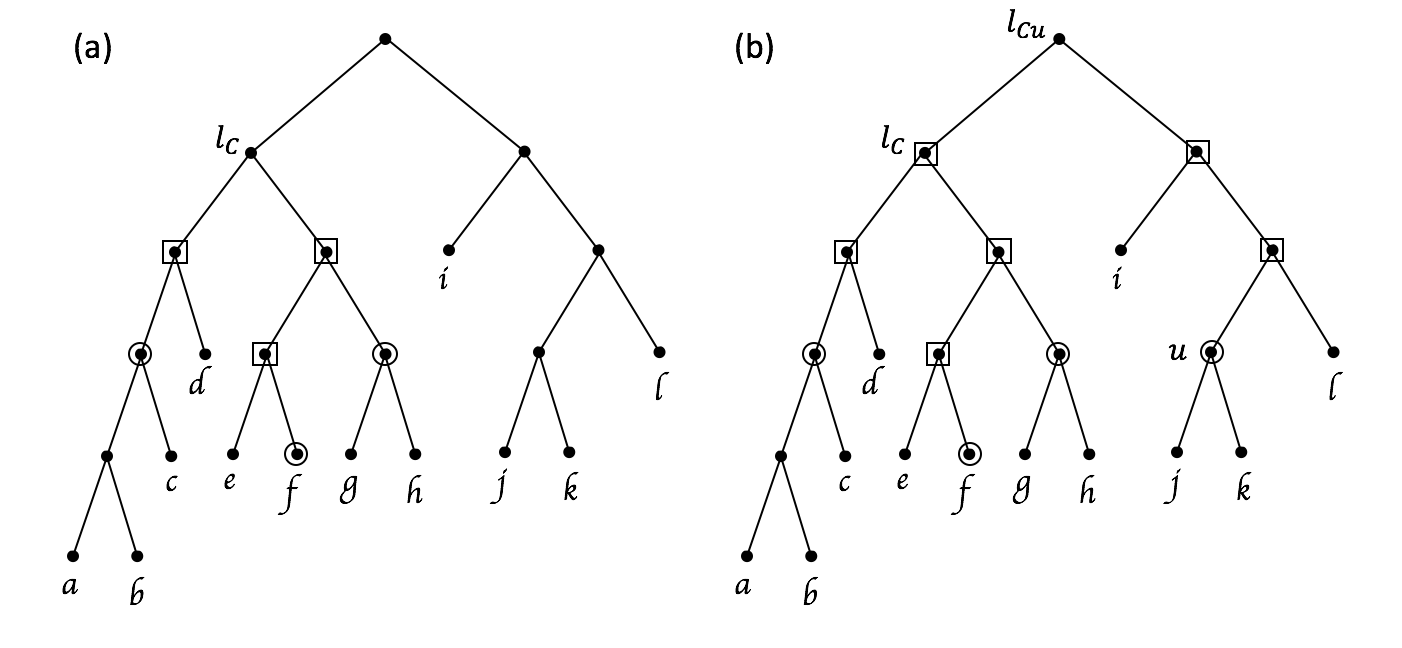 (a)
l_C
i
d
l
c e f g h j k
a b
(b)
l_{Cu}
l_C
i
u
d
l
c e f g h j k
a b